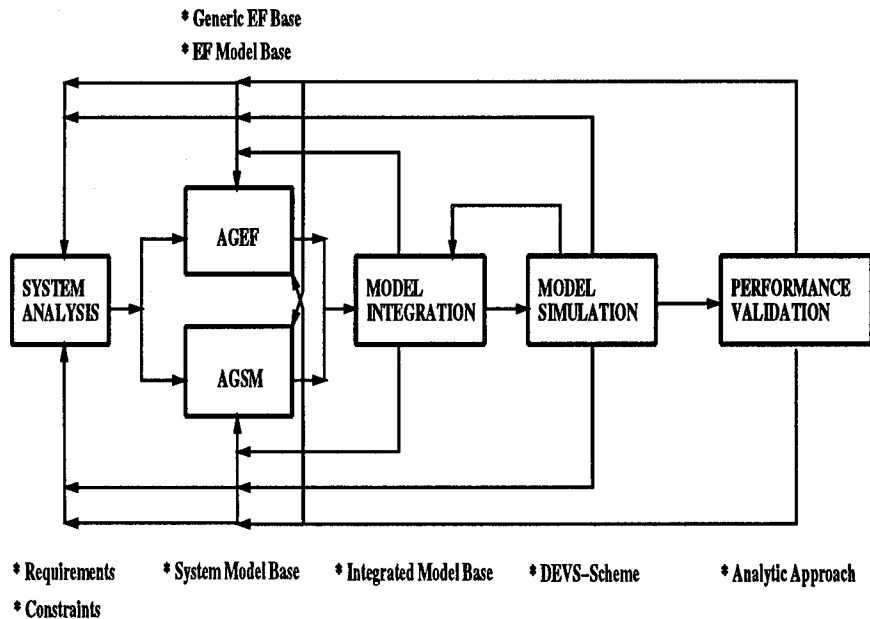 * Generic EF Base
* EF Model Base
AGEF
SYSTEM
ANALYSIS
MODEL
INTEGRATION
MODEL
SIMULATION
PERFORMANCE
VALIDATION
AGSM
* Requirements
* Constraints
* System Model Base
* Integrated Model Base
* DEVS-Scheme
* Analytic Approach